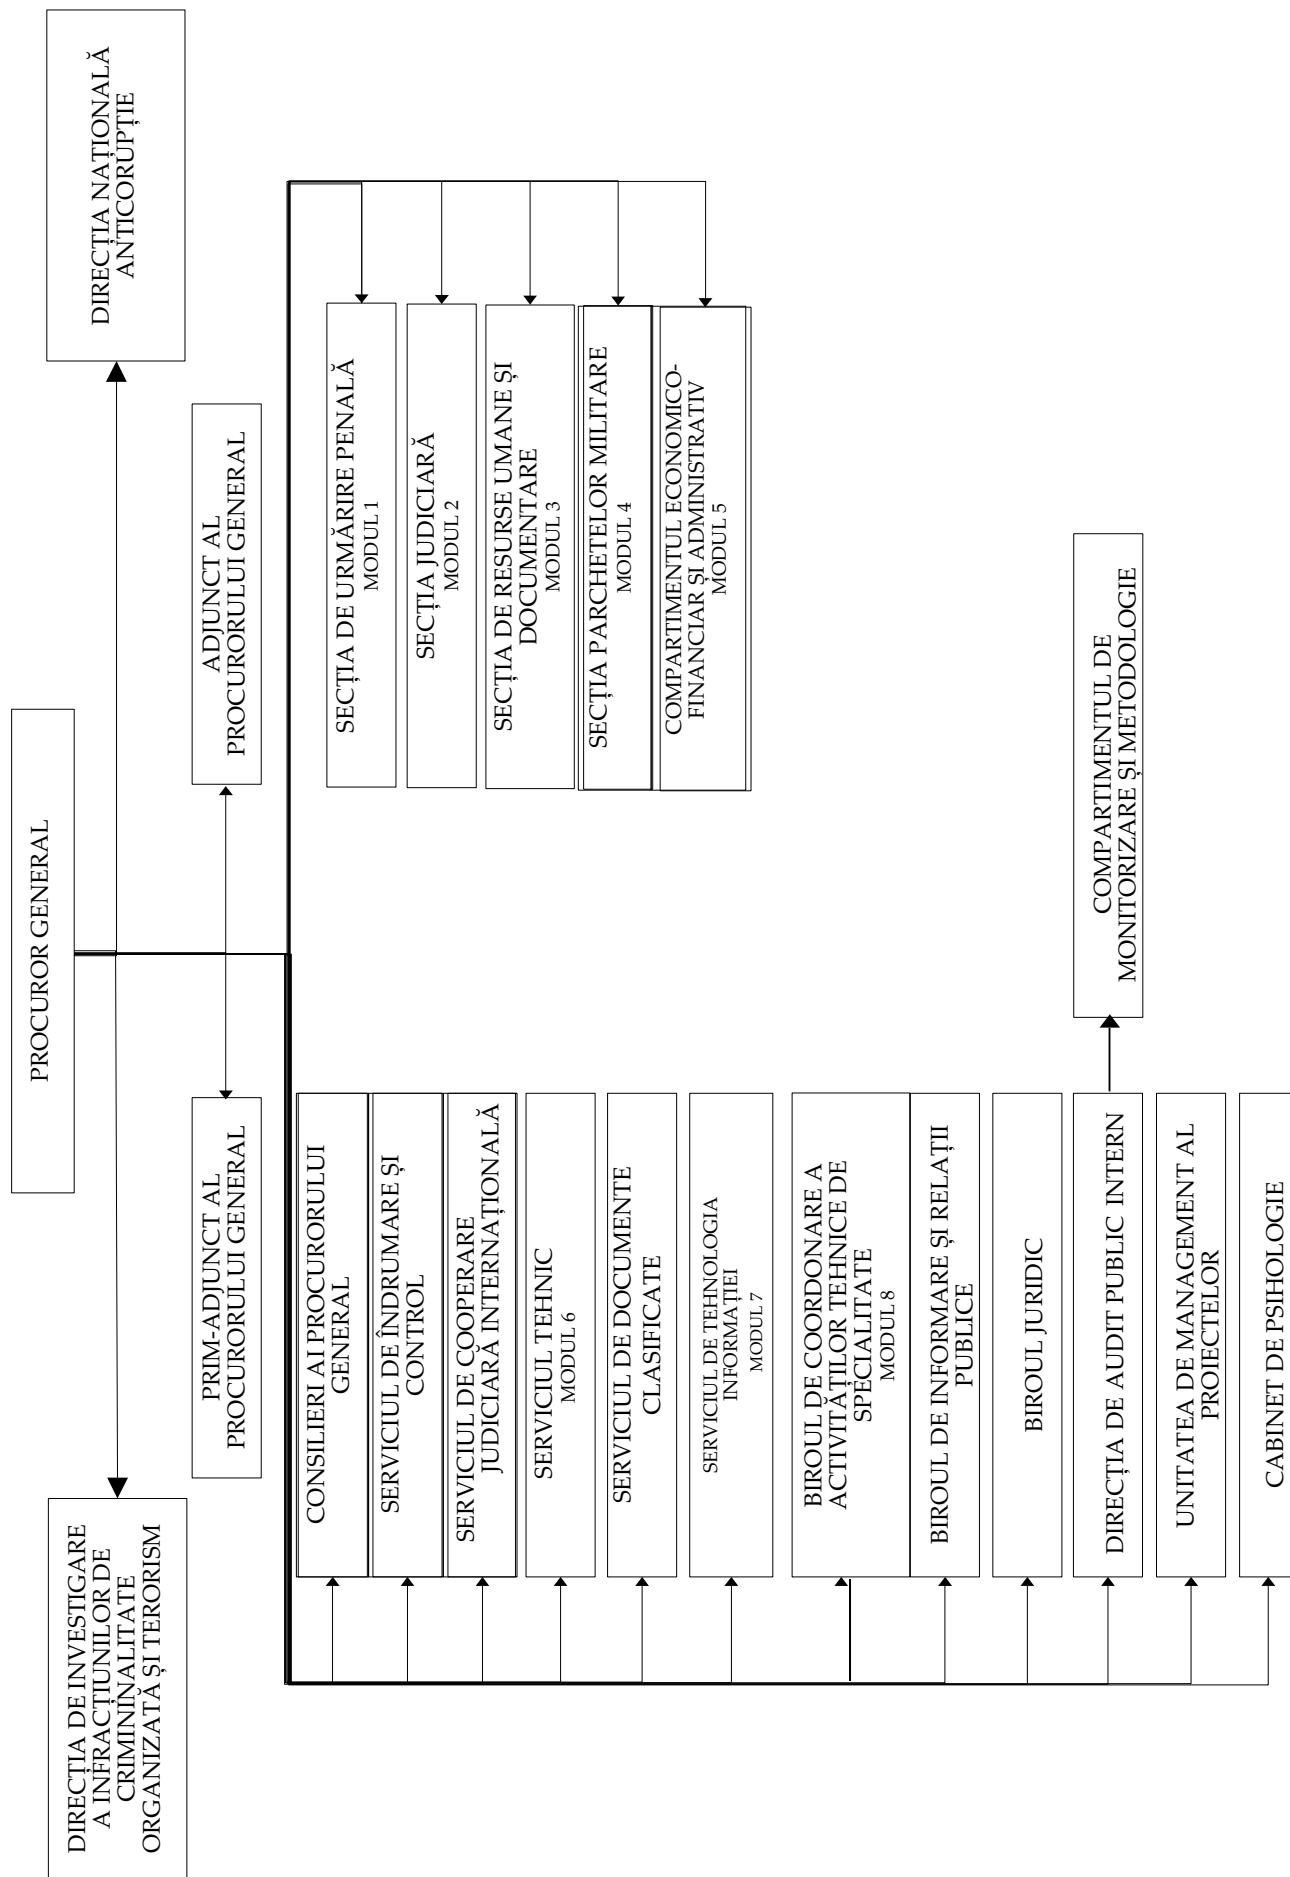 PROCUROR GENERAL
DIRECȚIA DE INVESTIGARE
A INFRACȚIUNILOR DE
CRIMINALITATE
ORGANIZATĂ ȘI TERORISM
DIRECȚIA NAȚIONALĂ
ANTICORUPȚIE
PRIM-ADJUNCT AL
PROCURORULUI GENERAL
ADJUNCT AL
PROCURORULUI GENERAL
CONSILIERI AI PROCURORULUI
GENERAL
SERVICIUL DE ÎNDRUMARE ȘI
CONTROL
SERVICIUL DE COOPERARE
JUDICIARĂ INTERNAȚIONALĂ
SERVICIUL TEHNIC
MODUL 6
SERVICIUL DE DOCUMENTE
CLASIFICATE
SERVICIUL DE TEHNOLOGIA
INFORMAȚIEI
MODUL 7
BIROUL DE COORDONARE A
ACTIVITĂȚILOR TEHNICE DE
SPECIALITATE
MODUL 8
BIROUL DE INFORMARE ȘI RELAȚII
PUBLICE
BIROUL JURIDIC
DIRECȚIA DE AUDIT PUBLIC INTERN
UNITATEA DE MANAGEMENT AL
PROIECTELOR
CABINET DE PSIHOLOGIE
SECȚIA DE URMĂRIRE PENALĂ
MODUL 1
SECȚIA JUDICIARĂ
MODUL 2
SECȚIA DE RESURSE UMANE ȘI
DOCUMENTARE
MODUL 3
SECȚIA PARCHETELOR MILITARE
MODUL 4
COMPARTIMENTUL ECONOMICO-
FINANCIAR ȘI ADMINISTRATIV
MODUL 5
COMPARTIMENTUL DE
MONITORIZARE ȘI METODOLOGIE